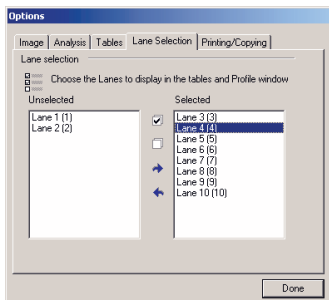 Options
Image Analysis Tables Lane Selection Printing/Copying
Lane selection
Choose the Lanes to display in the tables and Profile window
Unselected Selected
Lane 1 (1)
Lane 2 (2)
Lane 3 (3)
Lane 4 (4)
Lane 5 (5)
Lane 6 (6)
Lane 7 (7)
Lane 8 (8)
Lane 9 (9)
Lane 10 (10)
Done